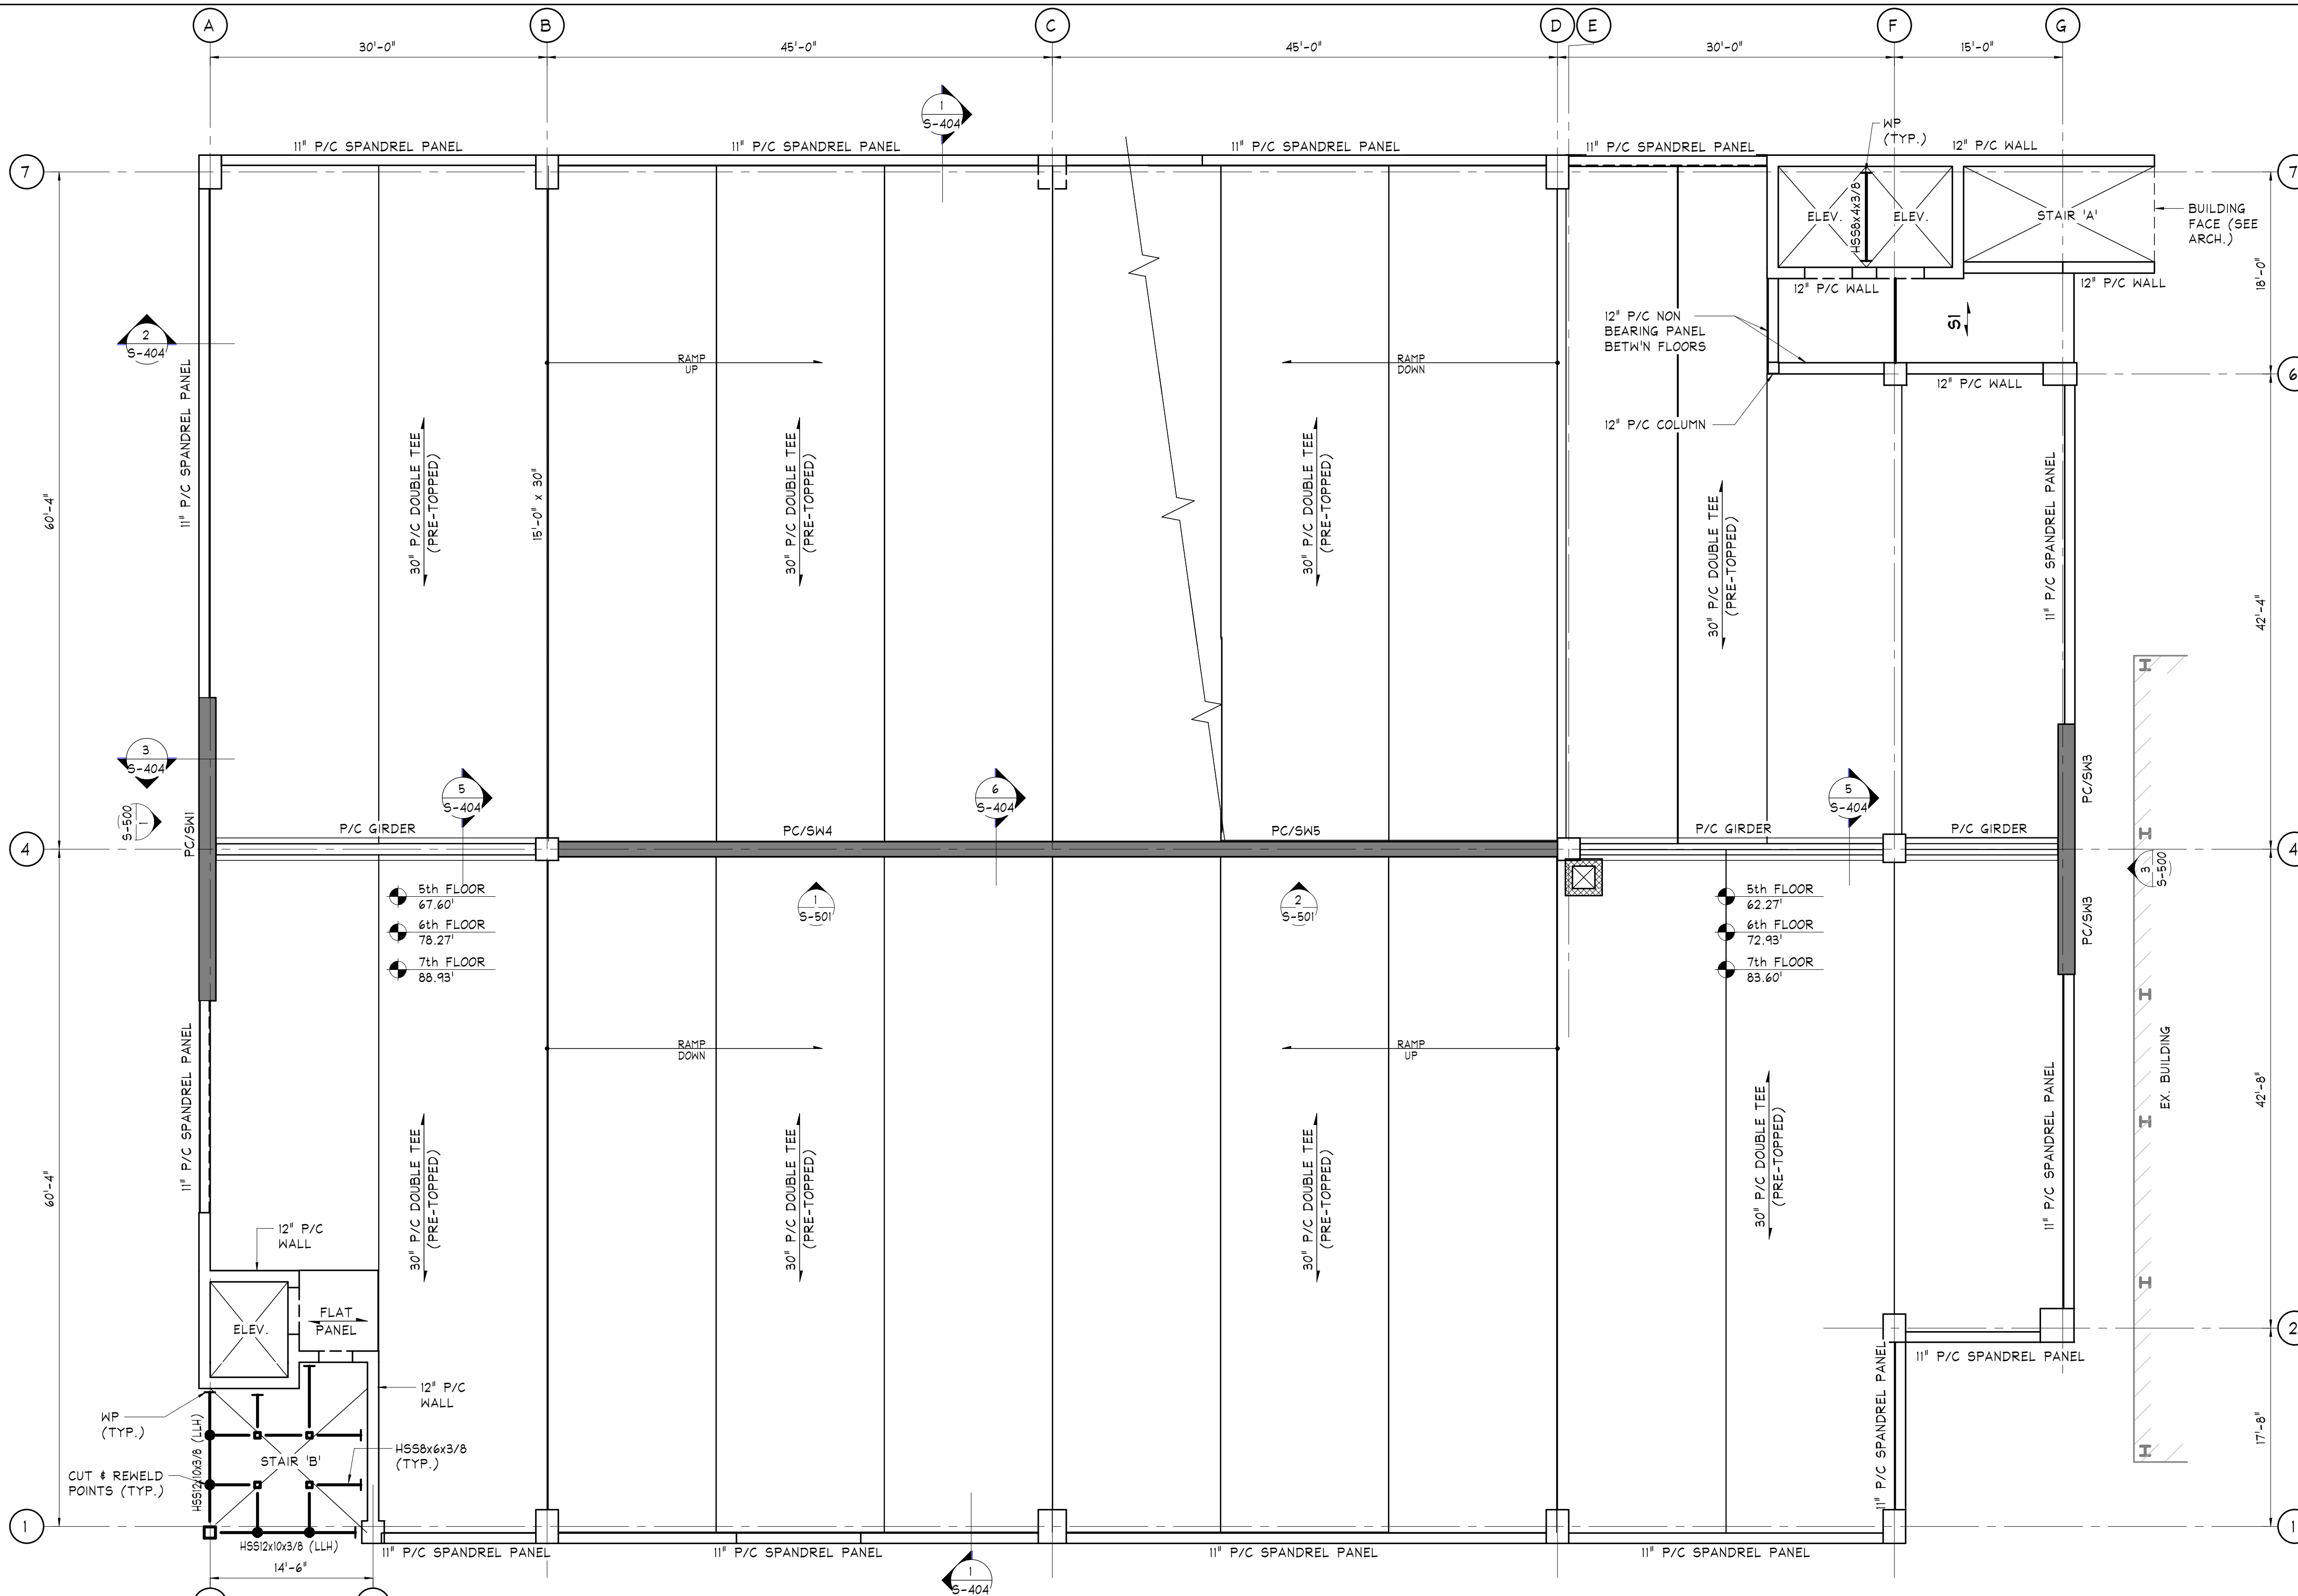 A
B
C
D
E
F
G
30'-0"
45'-0"
45'-0"
30'-0"
15'-0"
1
S-404
WP
(TYP.)
11" P/C SPANDREL PANEL
11" P/C SPANDREL PANEL
11" P/C SPANDREL PANEL
11" P/C SPANDREL PANEL
12" P/C WALL
7
7
ELEV.
HSS8x4x3/8
ELEV.
STAIR 'A'
BUILDING
FACE (SEE
ARCH.)
12" P/C WALL
12" P/C WALL
18'-0"
12" P/C NON
BEARING PANEL
BETW'N FLOORS
S1
2
S-404
RAMP
UP
RAMP
DOWN
6
12" P/C WALL
12" P/C COLUMN
11" P/C SPANDREL PANEL
60'-4"
30" P/C DOUBLE TEE
(PRE-TOPPED)
15'-0" x 30"
30" P/C DOUBLE TEE
(PRE-TOPPED)
30" P/C DOUBLE TEE
(PRE-TOPPED)
30" P/C DOUBLE TEE
(PRE-TOPPED)
11" P/C SPANDREL PANEL
42'-4"
3
S-404
1
S-500
PC/SW1
5
S-404
6
S-404
5
S-404
PC/SW3
P/C GIRDER
PC/SW4
PC/SW5
P/C GIRDER
P/C GIRDER
4
4
3
S-500
5th FLOOR
67.60'
6th FLOOR
78.27'
7th FLOOR
88.93'
1
S-501
2
S-501
5th FLOOR
62.27'
6th FLOOR
72.93'
7th FLOOR
83.60'
PC/SW3
RAMP
DOWN
RAMP
UP
11" P/C SPANDREL PANEL
60'-4"
30" P/C DOUBLE TEE
(PRE-TOPPED)
30" P/C DOUBLE TEE
(PRE-TOPPED)
30" P/C DOUBLE TEE
(PRE-TOPPED)
30" P/C DOUBLE TEE
(PRE-TOPPED)
11" P/C SPANDREL PANEL
EX. BUILDING
42'-8"
12" P/C
WALL
ELEV.
FLAT
PANEL
2
11" P/C SPANDREL PANEL
11" P/C SPANDREL PANEL
17'-8"
12" P/C
WALL
WP
(TYP.)
HSS12x10x3/8 (LLH)
HSS8x6x3/8
(TYP.)
STAIR 'B'
CUT & REWELD
POINTS (TYP.)
1
1
HSS12x10x3/8 (LLH)
11" P/C SPANDREL PANEL
11" P/C SPANDREL PANEL
11" P/C SPANDREL PANEL
11" P/C SPANDREL PANEL
14'-6"
1
S-404